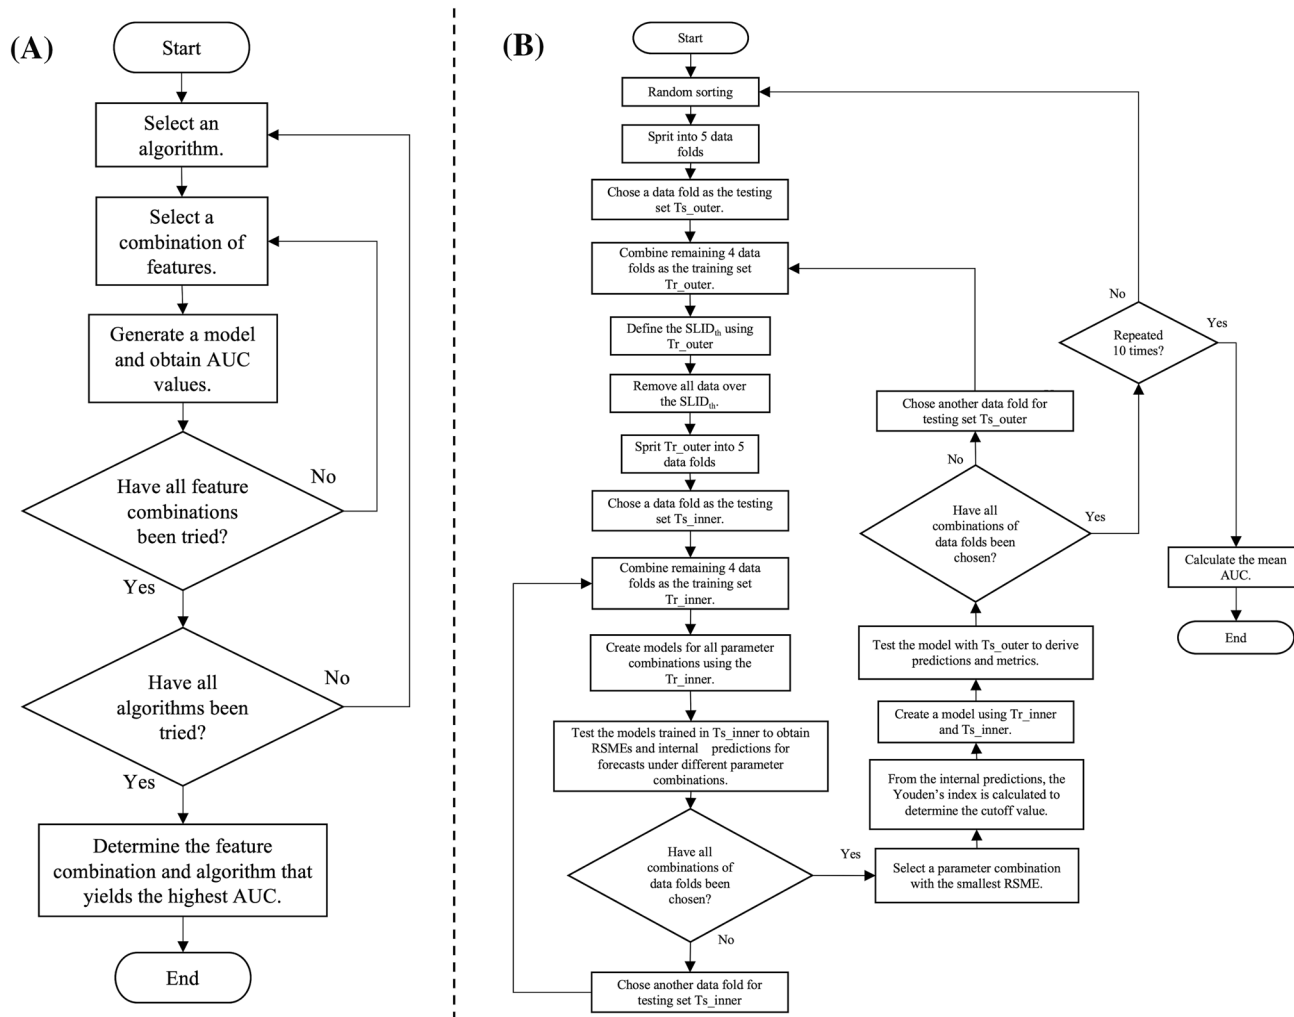 (A)
Start
Select an
algorithm.
Select a
combination of
features.
Generate a model
and obtain AUC
values.
Have all feature
combinations
been tried?
No
Yes
Have all
algorithms been
tried?
No
Yes
Determine the feature
combination and algorithm that
yields the highest AUC.
End
(B)
Start
Random sorting
Sprit into 5 data
folds
Chose a data fold as the testing
set Ts_outer.
Combine remaining 4 data
folds as the training set
Tr_outer.
Define the SLIDth using
Tr_outer
Remove all data over
the SLIDth.
Sprit Tr_outer into 5
data folds
Chose a data fold as the testing
set Ts_inner.
Combine remaining 4 data
folds as the training set
Tr_inner.
Create models for all parameter
combinations using the
Tr_inner.
Test the models trained in Ts_inner to obtain
RSMEs and internal predictions for
forecasts under different parameter
combinations.
Have all
combinations of
data folds been
chosen?
Yes
No
Chose another data fold for
testing set Ts_inner
Select a parameter combination
with the smallest RSME.
From the internal predictions, the
Youden's index is calculated to
determine the cutoff value.
Create a model using Tr_inner
and Ts_inner.
Test the model with Ts_outer to derive
predictions and metrics.
Have all
combinations of
data folds been
chosen?
No
Yes
Chose another data fold for
testing set Ts_outer
Repeated
10 times?
No
Yes
Calculate the mean
AUC.
End